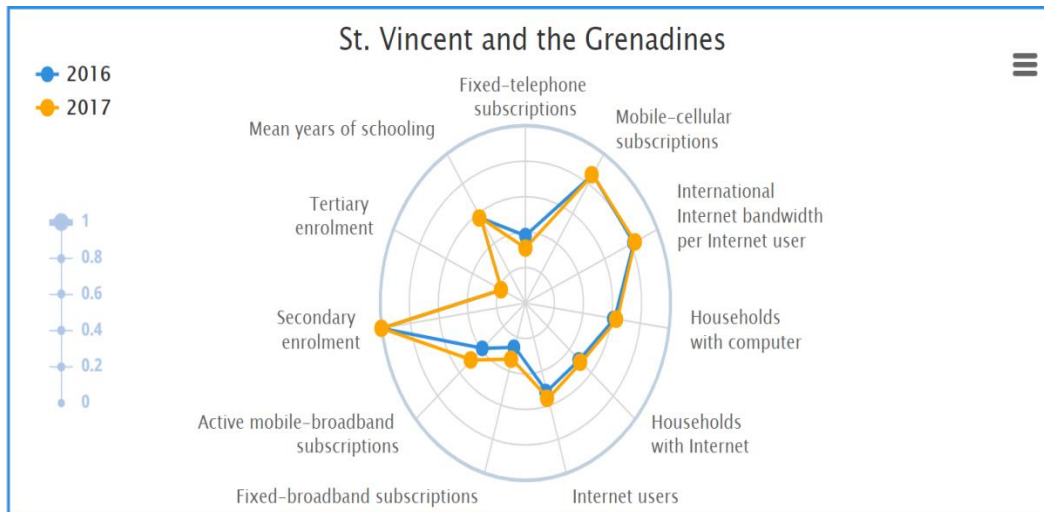 St. Vincent and the Grenadines
2016
2017
Fixed-telephone
subscriptions
Mobile-cellular
subscriptions
International
Internet bandwidth
per Internet user
Households
with computer
Households
with Internet
Internet users
Fixed-broadband subscriptions
Active mobile-broadband
subscriptions
Secondary
enrolment
Tertiary
enrolment
Mean years of schooling
1
0.8
0.6
0.4
0.2
0